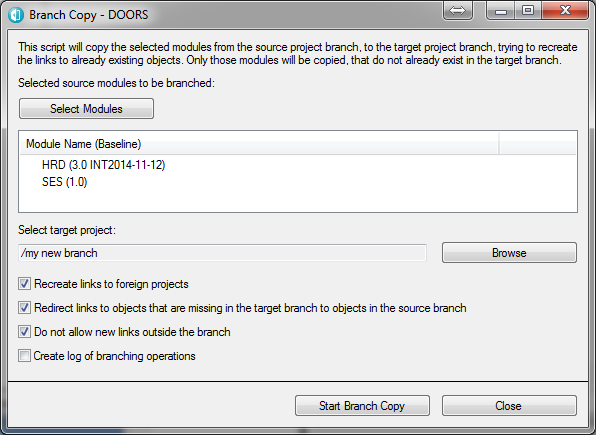 Branch Copy - DOORS
This script will copy the selected modules from the source project branch, to the target project branch, trying to recreate
the links to already existing objects. Only those modules will be copied, that do not already exist in the target branch.
Selected source modules to be branched:
Select Modules
Module Name (Baseline)
HRD (3.0 INT2014-11-12)
SES (1.0)
Select target project:
/my new branch
Browse
Recreate links to foreign projects
Redirect links to objects that are missing in the target branch to objects in the source branch
Do not allow new links outside the branch
Create log of branching operations
Start Branch Copy
Close